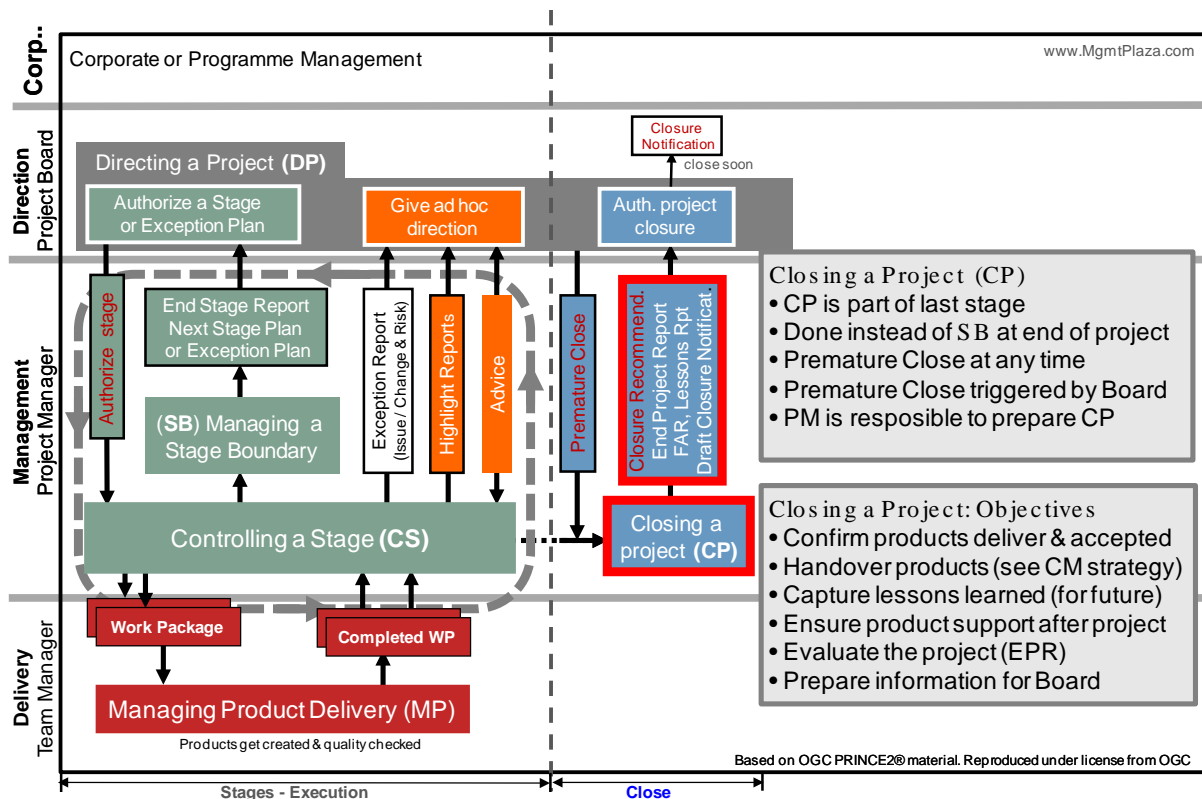 Corp..
Corporate or Programme Management
www.MgmtPlaza.com
Direction
Project Board
Directing a Project (DP)
Authorize a Stage
or Exception Plan
Give ad hoc
direction
Closure
Notification
close soon
Auth. project
closure
Management
Project Manager
Authorize stage
End Stage Report
Next Stage Plan
or Exception Plan
(SB) Managing a
Stage Boundary
Exception Report
(Issue / Change & Risk)
Highlight Reports
Advice
Premature Close
Closure Recommend.
End Project Report
FAR, Lessons Rpt
Draft Closure Notificat.
Controlling a Stage (CS)
Closing a
project (CP)
Closing a Project (CP)
• CP is part of last stage
• Done instead of SB at end of project
• Premature Close at any time
• Premature Close triggered by Board
• PM is resposible to prepare CP
Closing a Project: Objectives
• Confirm products deliver & accepted
• Handover products (see CM strategy)
• Capture lessons learned (for future)
• Ensure product support after project
• Evaluate the project (EPR)
• Prepare information for Board
Delivery
Team Manager
Work Package
Completed WP
Managing Product Delivery (MP)
Products get created & quality checked
Based on OGC PRINCE2® material. Reproduced under license from OGC
Stages - Execution
Close